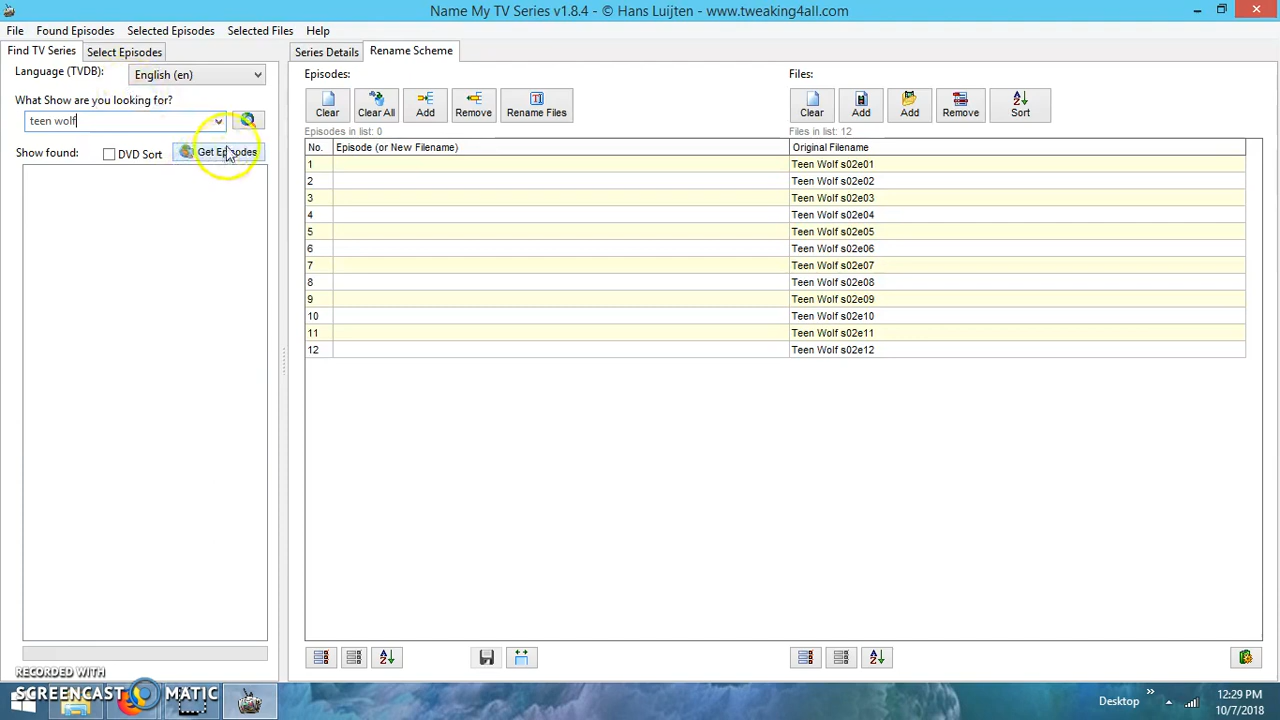 Name My TV Series v1.8.4 - © Hans Luijten - www.tweaking4all.com
File Found Episodes Selected Episodes Selected Files Help
Find TV Series Select Episodes
Series Details Rename Scheme
Language (TVDB): English (en)
What Show are you looking for?
teen wolf
Show found: DVD Sort Get Episodes
Episodes: Files:
Clear Clear All Add Remove Rename Files Clear Add Add Remove Sort
Episodes in list: 0 Files in list: 12
No. Episode (or New Filename) Original Filename
1 Teen Wolf s02e01
2 Teen Wolf s02e02
3 Teen Wolf s02e03
4 Teen Wolf s02e04
5 Teen Wolf s02e05
6 Teen Wolf s02e06
7 Teen Wolf s02e07
8 Teen Wolf s02e08
9 Teen Wolf s02e09
10 Teen Wolf s02e10
11 Teen Wolf s02e11
12 Teen Wolf s02e12
RECORDED WITH
SCREENCAST MATIC
Desktop
12:29 PM
10/7/2018